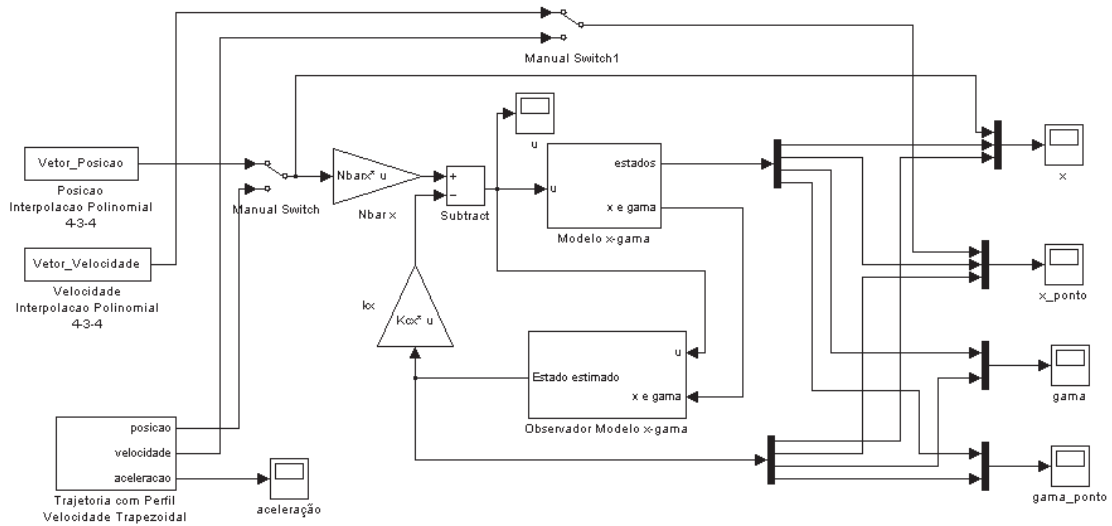 Manual Switch1
Vetor_Posicao
Posicao
Interpolacao Polinomial
4-3-4
Manual Switch
Nbarx* u
Nbar x
+
−
Subtract
u
u
estados
x e gama
Modelo x-gama
x
Vetor_Velocidade
Velocidade
Interpolacao Polinomial
4-3-4
x_ponto
kx
Kcx* u
u
Estado estimado
x e gama
Observador Modelo x-gama
gama
posicao
velocidade
aceleracao
Trajetoria com Perfil
Velocidade Trapezoidal
aceleração
gama_ponto